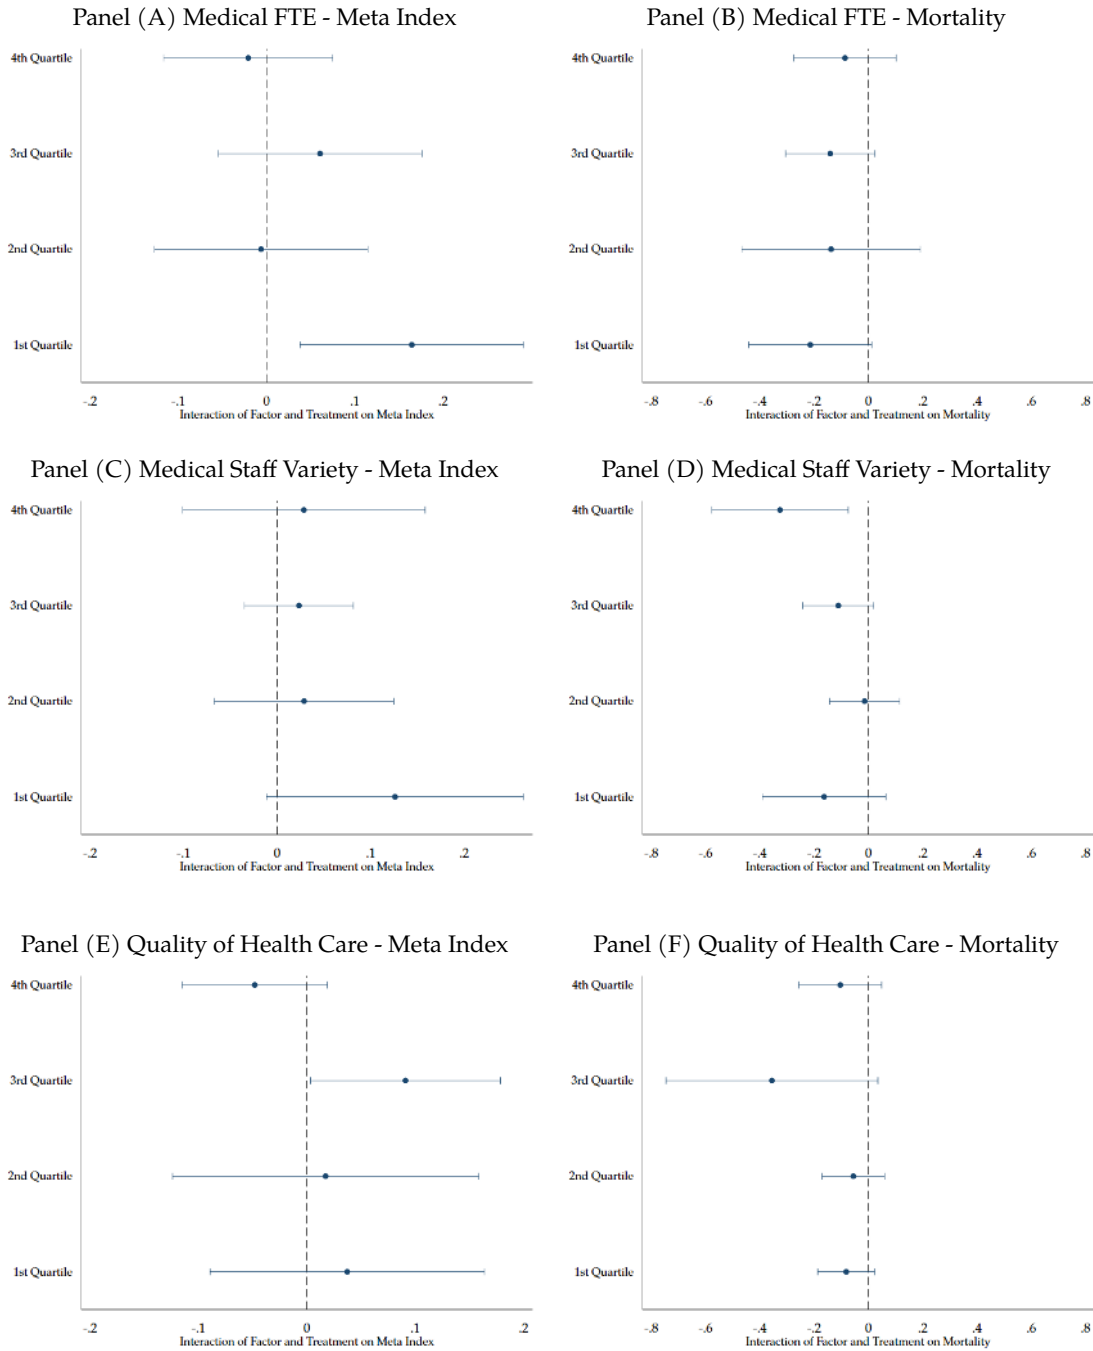 Panel (A) Medical FTE - Meta Index
4th Quartile
3rd Quartile
2nd Quartile
1st Quartile
-.2 -.1 0 .1 .2
Interaction of Factor and Treatment on Meta Index
Panel (B) Medical FTE - Mortality
4th Quartile
3rd Quartile
2nd Quartile
1st Quartile
-.8 -.6 -.4 -.2 0 .2 .4 .6 .8
Interaction of Factor and Treatment on Mortality
Panel (C) Medical Staff Variety - Meta Index
4th Quartile
3rd Quartile
2nd Quartile
1st Quartile
-.2 -.1 0 .1 .2
Interaction of Factor and Treatment on Meta Index
Panel (D) Medical Staff Variety - Mortality
4th Quartile
3rd Quartile
2nd Quartile
1st Quartile
-.8 -.6 -.4 -.2 0 .2 .4 .6 .8
Interaction of Factor and Treatment on Mortality
Panel (E) Quality of Health Care - Meta Index
4th Quartile
3rd Quartile
2nd Quartile
1st Quartile
-.2 -.1 0 .1 .2
Interaction of Factor and Treatment on Meta Index
Panel (F) Quality of Health Care - Mortality
4th Quartile
3rd Quartile
2nd Quartile
1st Quartile
-.8 -.6 -.4 -.2 0 .2 .4 .6 .8
Interaction of Factor and Treatment on Mortality